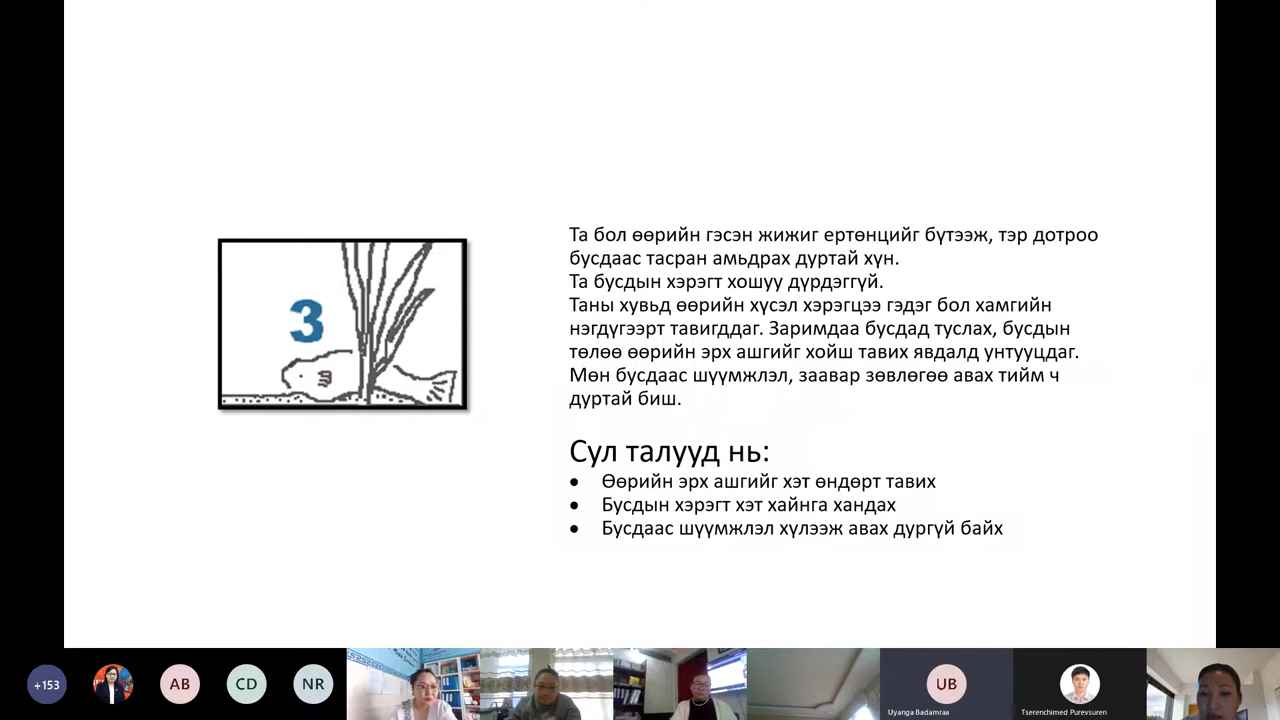 3
Та бол өөрийн гэсэн жижиг ертөнцийг бүтээж, тэр дотроо
бусдаас тасран амьдрах дуртай хүн.
Та бусдын хэрэгт хошуу дүрдэггүй.
Таны хувьд өөрийн хүсэл хэрэгцээ гэдэг бол хамгийн
нэгдүгээрт тавигддаг. Заримдаа бусдад туслах, бусдын
төлөө өөрийн эрх ашгийг хойш тавих явдалд унтууцдаг.
Мөн бусдаас шүүмжлэл, заавар зөвлөгөө авах тийм ч
дуртай биш.
Сул талууд нь:
• Өөрийн эрх ашгийг хэт өндөрт тавих
• Бусдын хэрэгт хэт хайнга хандах
• Бусдаас шүүмжлэл хүлээж авах дургүй байх
+153
AB
CD
NR
UB
Uyanga Badamraa
Tserenchimed Purevsuren